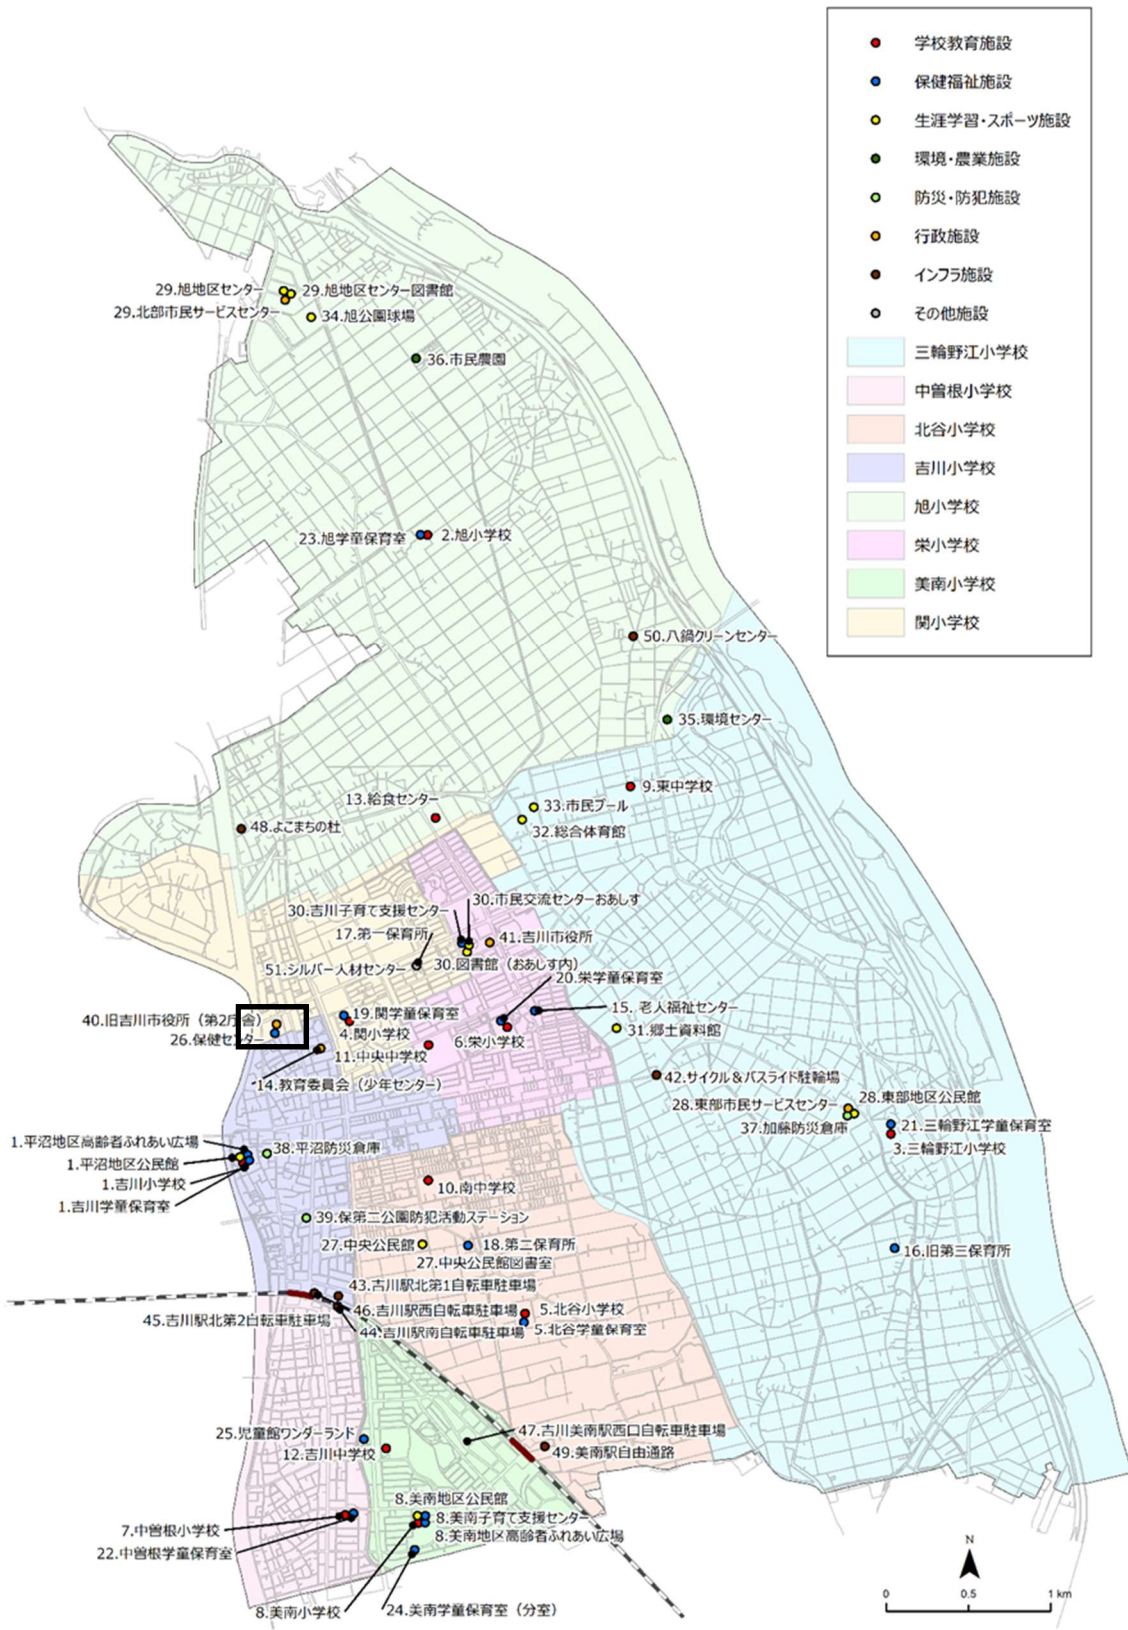 学校教育施設
保健福祉施設
生涯学習・スポーツ施設
環境・農業施設
防災・防犯施設
行政施設
インフラ施設
その他施設
三輪野江小学校
中曽根小学校
北谷小学校
吉川小学校
旭小学校
栄小学校
美南小学校
関小学校
29.旭地区センター
29.旭地区センター図書館
29.北部市民サービスセンター
34.旭公園球場
36.市民農園
23.旭学童保育室
2.旭小学校
50.八鍋クリーンセンター
35.環境センター
9.東中学校
13.給食センター
33.市民プール
48.よこまちの杜
32.総合体育館
30.市民交流センターおあしす
30.吉川子育て支援センター
17.第一保育所
41.吉川市役所
51.シルバー人材センター
30.図書館（おあしす内）
20.栄学童保育室
15. 老人福祉センター
19.関学童保育室
40.旧吉川市役所（第2庁舎）
31.郷土資料館
4.関小学校
26.保健センター
6.栄小学校
11.中央中学校
42.サイクル＆バスライド駐輪場
14.教育委員会（少年センター）
28.東部地区公民館
28.東部市民サービスセンター
37.加藤防災倉庫
21.三輪野江学童保育室
1.平沼地区高齢者ふれあい広場
38.平沼防災倉庫
3.三輪野江小学校
1.平沼地区公民館
1.吉川小学校
10.南中学校
1.吉川学童保育室
39.保第二公園防犯活動ステーション
27.中央公民館
18.第二保育所
16.旧第三保育所
27.中央公民館図書室
43.吉川駅北第1自転車駐車場
46.吉川駅西自転車駐車場
5.北谷小学校
45.吉川駅北第2自転車駐車場
44.吉川駅南自転車駐車場
5.北谷学童保育室
25.児童館ワンダーランド
47.吉川美南駅西口自転車駐車場
12.吉川中学校
49.美南駅自由通路
8.美南地区公民館
8.美南子育て支援センター
7.中曽根小学校
8.美南地区高齢者ふれあい広場
22.中曽根学童保育室
N
0
0.5
1 km
8.美南小学校
24.美南学童保育室（分室）